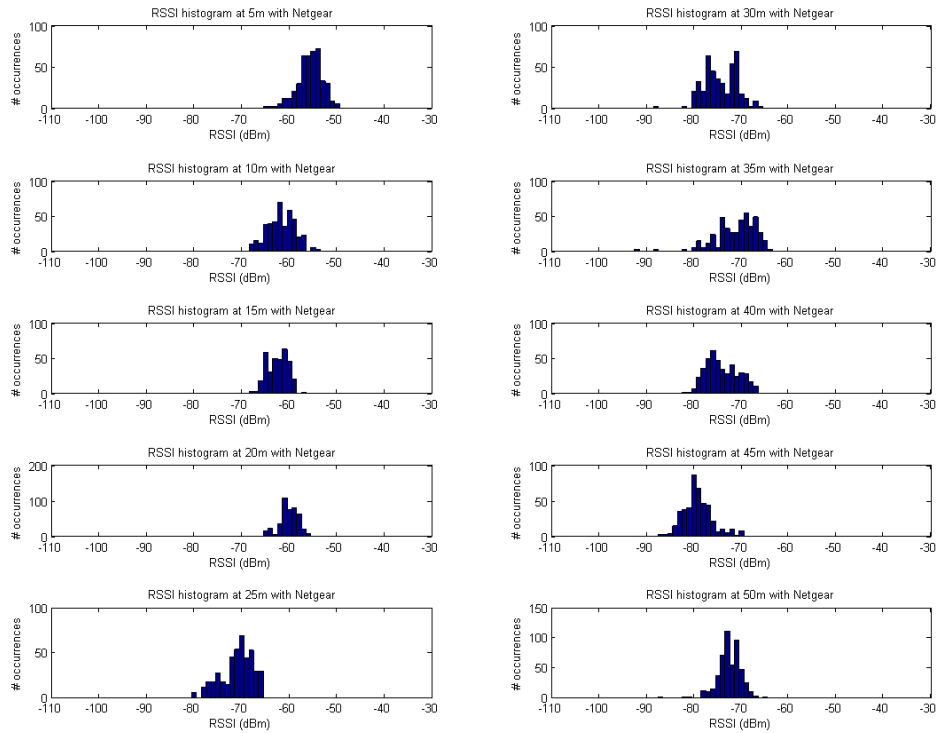 RSSI histogram at 5m with Netgear
100
50
0
# occurrences
-110 -100 -90 -80 -70 -60 -50 -40 -30
RSSI (dBm)
RSSI histogram at 10m with Netgear
100
50
0
# occurrences
-110 -100 -90 -80 -70 -60 -50 -40 -30
RSSI (dBm)
RSSI histogram at 15m with Netgear
100
50
0
# occurrences
-110 -100 -90 -80 -70 -60 -50 -40 -30
RSSI (dBm)
RSSI histogram at 20m with Netgear
200
100
0
# occurrences
-110 -100 -90 -80 -70 -60 -50 -40 -30
RSSI (dBm)
RSSI histogram at 25m with Netgear
100
50
0
# occurrences
-110 -100 -90 -80 -70 -60 -50 -40 -30
RSSI (dBm)
RSSI histogram at 30m with Netgear
100
50
0
# occurrences
-110 -100 -90 -80 -70 -60 -50 -40 -30
RSSI (dBm)
RSSI histogram at 35m with Netgear
100
50
0
# occurrences
-110 -100 -90 -80 -70 -60 -50 -40 -30
RSSI (dBm)
RSSI histogram at 40m with Netgear
100
50
0
# occurrences
-110 -100 -90 -80 -70 -60 -50 -40 -30
RSSI (dBm)
RSSI histogram at 45m with Netgear
100
50
0
# occurrences
-110 -100 -90 -80 -70 -60 -50 -40 -30
RSSI (dBm)
RSSI histogram at 50m with Netgear
150
100
50
0
# occurrences
-110 -100 -90 -80 -70 -60 -50 -40 -30
RSSI (dBm)